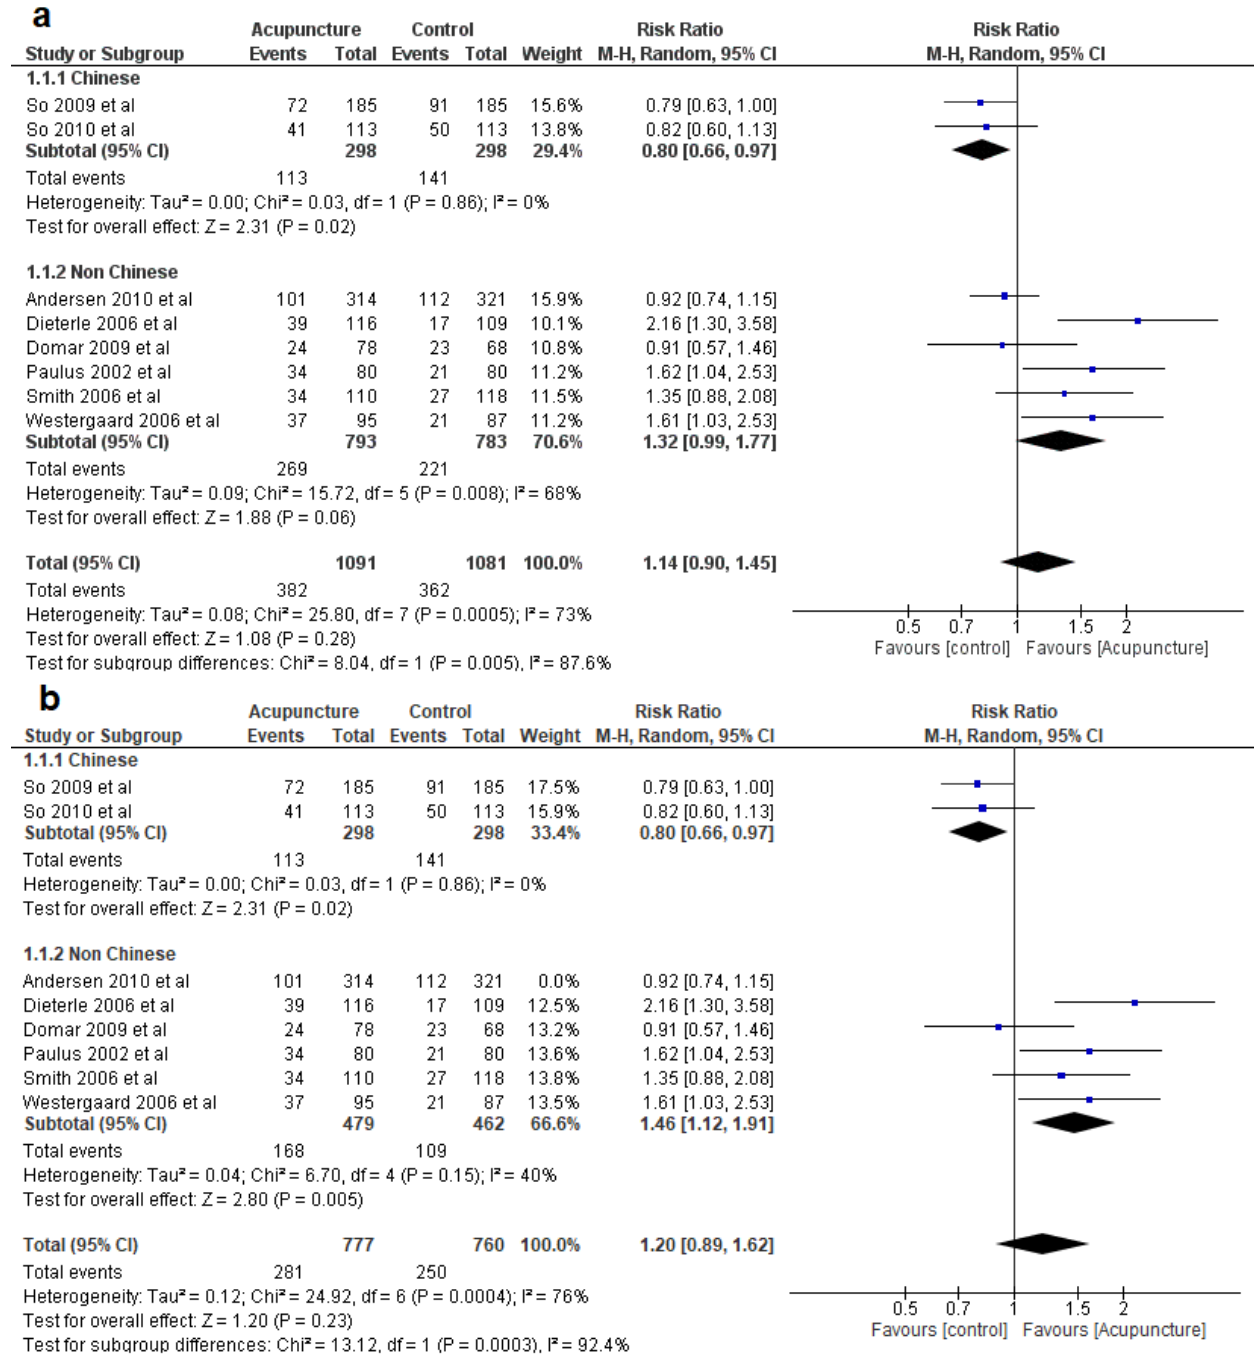 a
Acupuncture Control Risk Ratio Risk Ratio
Study or Subgroup Events Total Events Total Weight M-H, Random, 95% CI M-H, Random, 95% CI
1.1.1 Chinese
So 2009 et al 72 185 91 185 15.6% 0.79 [0.63, 1.00]
So 2010 et al 41 113 50 113 13.8% 0.82 [0.60, 1.13]
Subtotal (95% CI) 298 298 29.4% 0.80 [0.66, 0.97]
Total events 113 141
Heterogeneity: Tau² = 0.00; Chi² = 0.03, df = 1 (P = 0.86); I² = 0%
Test for overall effect: Z = 2.31 (P = 0.02)
1.1.2 Non Chinese
Andersen 2010 et al 101 314 112 321 15.9% 0.92 [0.74, 1.15]
Dieterle 2006 et al 39 116 17 109 10.1% 2.16 [1.30, 3.58]
Domar 2009 et al 24 78 23 68 10.8% 0.91 [0.57, 1.46]
Paulus 2002 et al 34 80 21 80 11.2% 1.62 [1.04, 2.53]
Smith 2006 et al 34 110 27 118 11.5% 1.35 [0.88, 2.08]
Westergaard 2006 et al 37 95 21 87 11.2% 1.61 [1.03, 2.53]
Subtotal (95% CI) 793 783 70.6% 1.32 [0.99, 1.77]
Total events 269 221
Heterogeneity: Tau² = 0.09; Chi² = 15.72, df = 5 (P = 0.008); I² = 68%
Test for overall effect: Z = 1.88 (P = 0.06)
Total (95% CI) 1091 1081 100.0% 1.14 [0.90, 1.45]
Total events 382 362
Heterogeneity: Tau² = 0.08; Chi² = 25.80, df = 7 (P = 0.0005); I² = 73%
Test for overall effect: Z = 1.08 (P = 0.28)
Test for subgroup differences: Chi² = 8.04, df = 1 (P = 0.005), I² = 87.6%
0.5 0.7 1 1.5 2
Favours [control] Favours [Acupuncture]
b
Acupuncture Control Risk Ratio Risk Ratio
Study or Subgroup Events Total Events Total Weight M-H, Random, 95% CI M-H, Random, 95% CI
1.1.1 Chinese
So 2009 et al 72 185 91 185 17.5% 0.79 [0.63, 1.00]
So 2010 et al 41 113 50 113 15.9% 0.82 [0.60, 1.13]
Subtotal (95% CI) 298 298 33.4% 0.80 [0.66, 0.97]
Total events 113 141
Heterogeneity: Tau² = 0.00; Chi² = 0.03, df = 1 (P = 0.86); I² = 0%
Test for overall effect: Z = 2.31 (P = 0.02)
1.1.2 Non Chinese
Andersen 2010 et al 101 314 112 321 0.0% 0.92 [0.74, 1.15]
Dieterle 2006 et al 39 116 17 109 12.5% 2.16 [1.30, 3.58]
Domar 2009 et al 24 78 23 68 13.2% 0.91 [0.57, 1.46]
Paulus 2002 et al 34 80 21 80 13.6% 1.62 [1.04, 2.53]
Smith 2006 et al 34 110 27 118 13.8% 1.35 [0.88, 2.08]
Westergaard 2006 et al 37 95 21 87 13.5% 1.61 [1.03, 2.53]
Subtotal (95% CI) 479 462 66.6% 1.46 [1.12, 1.91]
Total events 168 109
Heterogeneity: Tau² = 0.04; Chi² = 6.70, df = 4 (P = 0.15); I² = 40%
Test for overall effect: Z = 2.80 (P = 0.005)
Total (95% CI) 777 760 100.0% 1.20 [0.89, 1.62]
Total events 281 250
Heterogeneity: Tau² = 0.12; Chi² = 24.92, df = 6 (P = 0.0004); I² = 76%
Test for overall effect: Z = 1.20 (P = 0.23)
Test for subgroup differences: Chi² = 13.12, df = 1 (P = 0.0003), I² = 92.4%
0.5 0.7 1 1.5 2
Favours [control] Favours [Acupuncture]